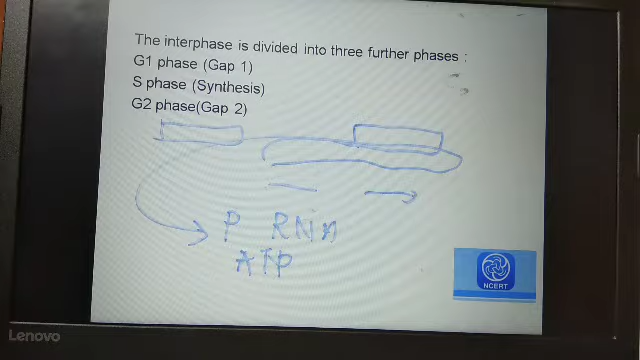 The interphase is divided into three further phases :
G1 phase (Gap 1)
S phase (Synthesis)
G2 phase(Gap 2)
P RNA
ATP
NCERT
Lenovo